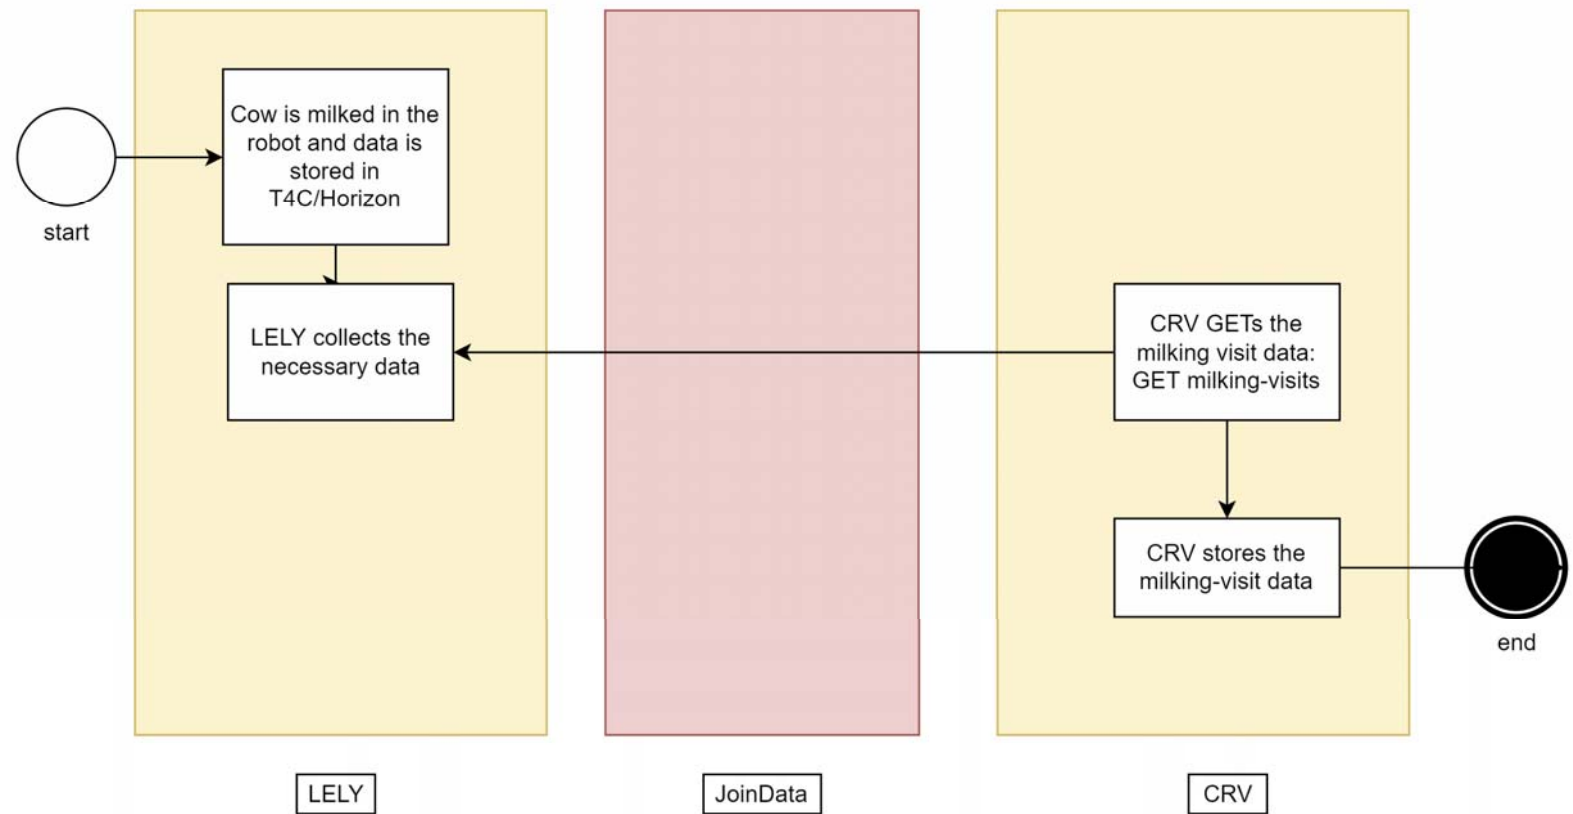 Cow is milked in the
robot and data is
stored in
T4C/Horizon
start
LELY collects the
necessary data
CRV GETs the
milking visit data:
GET milking-visits
CRV stores the
milking-visit data
end
LELY
JoinData
CRV